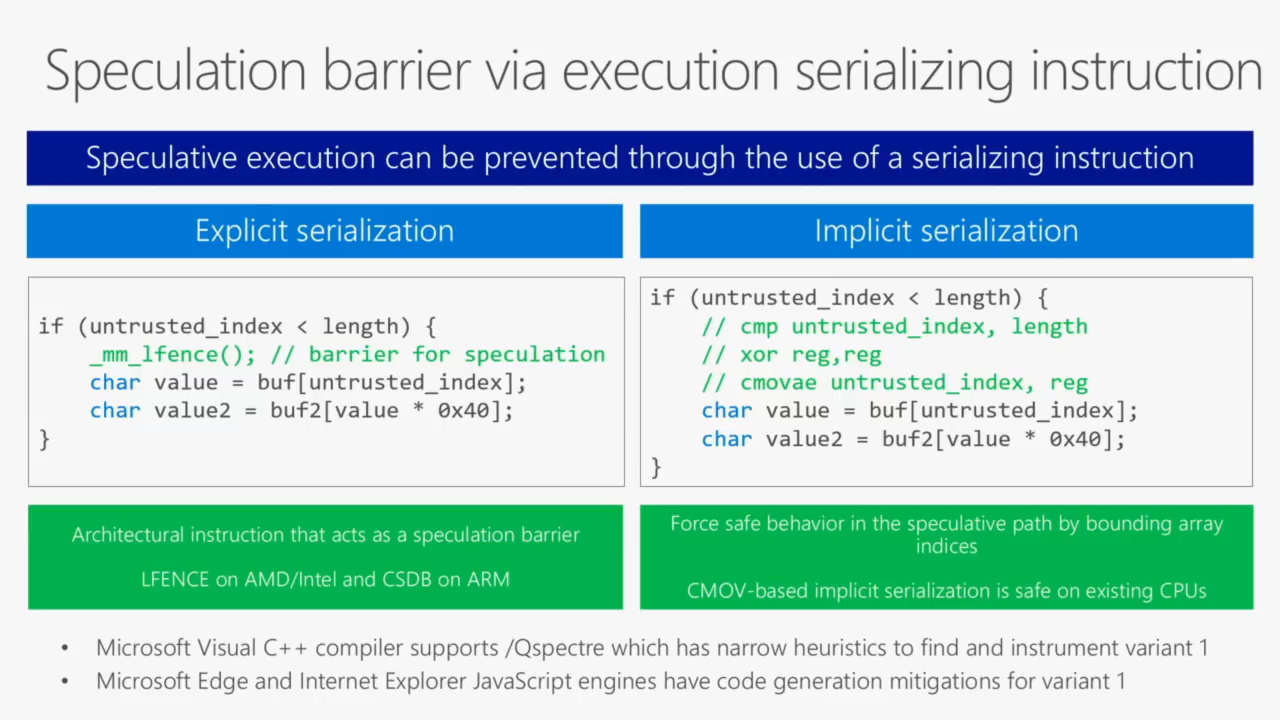 Speculation barrier via execution serializing instruction
Speculative execution can be prevented through the use of a serializing instruction
Explicit serialization
if (untrusted_index < length) {
    _mm_lfence(); // barrier for speculation
    char value = buf[untrusted_index];
    char value2 = buf2[value * 0x40];
}
Architectural instruction that acts as a speculation barrier
LFENCE on AMD/Intel and CSDB on ARM
Implicit serialization
if (untrusted_index < length) {
    // cmp untrusted_index, length
    // xor reg,reg
    // cmovae untrusted_index, reg
    char value = buf[untrusted_index];
    char value2 = buf2[value * 0x40];
}
Force safe behavior in the speculative path by bounding array
indices
CMOV-based implicit serialization is safe on existing CPUs
• Microsoft Visual C++ compiler supports /Qspectre which has narrow heuristics to find and instrument variant 1
• Microsoft Edge and Internet Explorer JavaScript engines have code generation mitigations for variant 1